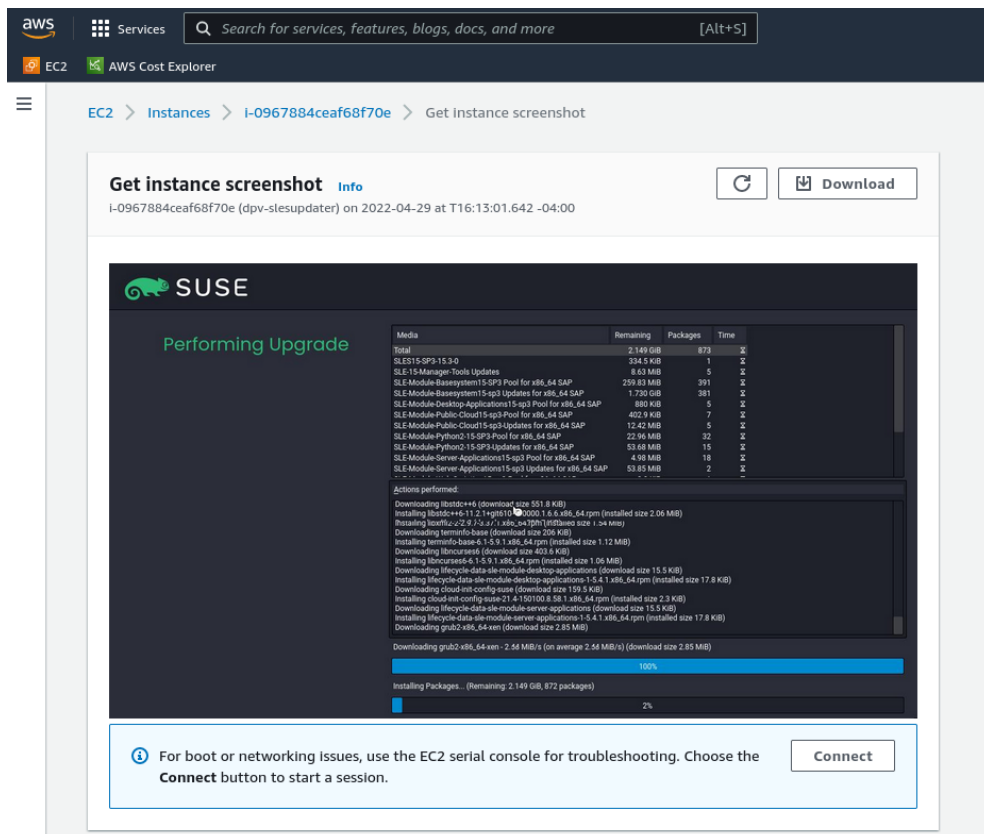 aws Services Search for services, features, blogs, docs, and more [Alt+S]
EC2 AWS Cost Explorer
EC2 > Instances > i-0967884ceaf68f70e > Get instance screenshot
Get instance screenshot Info
Download
i-0967884ceaf68f70e (dpv-slesupdater) on 2022-04-29 at T16:13:01.642 -04:00
SUSE
Performing Upgrade
Media Remaining Packages Time
Total 2.149 GiB 873
SLES15-SP3-15.3-0 334.5 KiB 1
SLE-15-Manager-Tools Updates 8.63 MiB 5
SLE-Module-Basesystem15-SP3 Pool for x86_64 SAP 259.83 MiB 391
SLE-Module-Basesystem15-sp3 Updates for x86_64 SAP 1.730 GiB 381
SLE-Module-Desktop-Applications15-sp3 Pool for x86_64 SAP 880 KiB 5
SLE-Module-Public-Cloud15-sp3-Pool for x86_64 SAP 402.9 KiB 7
SLE-Module-Public-Cloud15-sp3-Updates for x86_64 SAP 12.42 MiB 5
SLE-Module-Python2-15-SP3-Pool for x86_64 SAP 22.96 MiB 32
SLE-Module-Python2-15-SP3-Updates for x86_64 SAP 53.68 MiB 15
SLE-Module-Server-Applications15-sp3 Pool for x86_64 SAP 4.98 MiB 18
SLE-Module-Server-Applications15-sp3 Updates for x86_64 SAP 53.85 MiB 2
Actions performed:
Downloading libstdc++6 (download size 551.8 KiB)
Installing (installed size 2.06 MiB)
Installing (installed size 1.54 MiB)
Downloading terminfo-base (download size 206 KiB)
Installing terminfo-base-6.1-5.9.1.x86_64.rpm (installed size 1.12 MiB)
Downloading libncurses6 (download size 403.6 KiB)
Installing libncurses6-6.1-5.9.1.x86_64.rpm (installed size 1.06 MiB)
Downloading lifecycle-data-sle-module-desktop-applications (download size 15.5 KiB)
Installing lifecycle-data-sle-module-desktop-applications-1-5.4.1.x86_64.rpm (installed size 17.8 KiB)
Downloading cloud-init-config-suse (download size 159.5 KiB)
Installing cloud-init-config-suse-21.4-150100.8.58.1.x86_64.rpm (installed size 2.3 KiB)
Downloading lifecycle-data-sle-module-server-applications (download size 15.5 KiB)
Installing lifecycle-data-sle-module-server-applications-1-5.4.1.x86_64.rpm (installed size 17.8 KiB)
Downloading grub2-x86_64-xen (download size 2.85 MiB)
Downloading grub2-x86_64-xen - MiB/s (on average MiB/s) (download size 2.85 MiB)
100%
Installing Packages... (Remaining: 2.149 GiB, 872 packages)
2%
For boot or networking issues, use the EC2 serial console for troubleshooting. Choose the
Connect button to start a session.
Connect